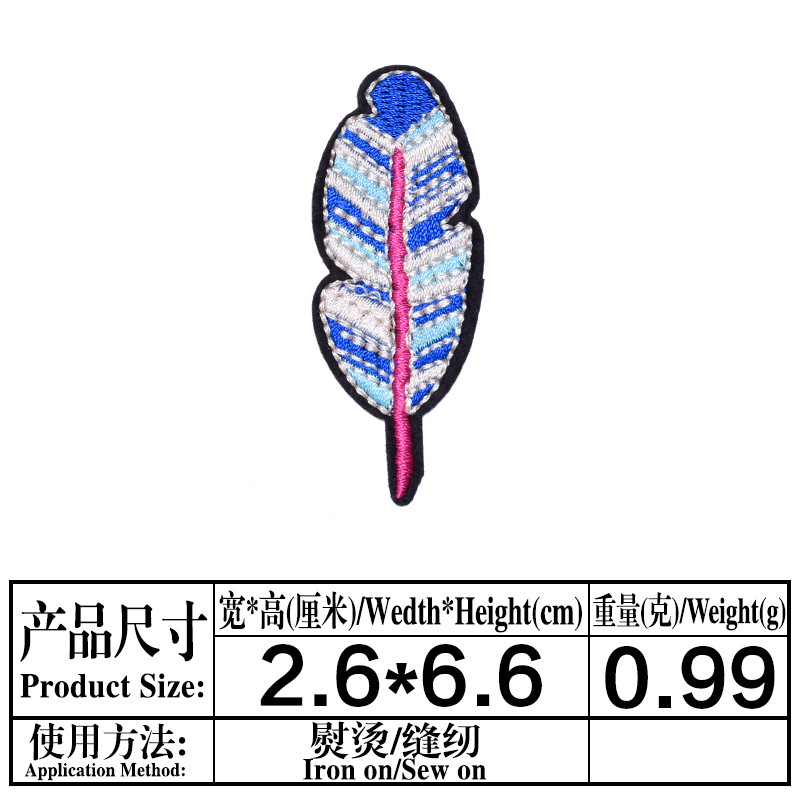 产品尺寸
Product Size:
宽*高(厘米)/Wedth*Height(cm)
重量(克)/Weight(g)
2.6*6.6
0.99
使用方法:
Application Method:
熨烫/缝纫
Iron on/Sew on